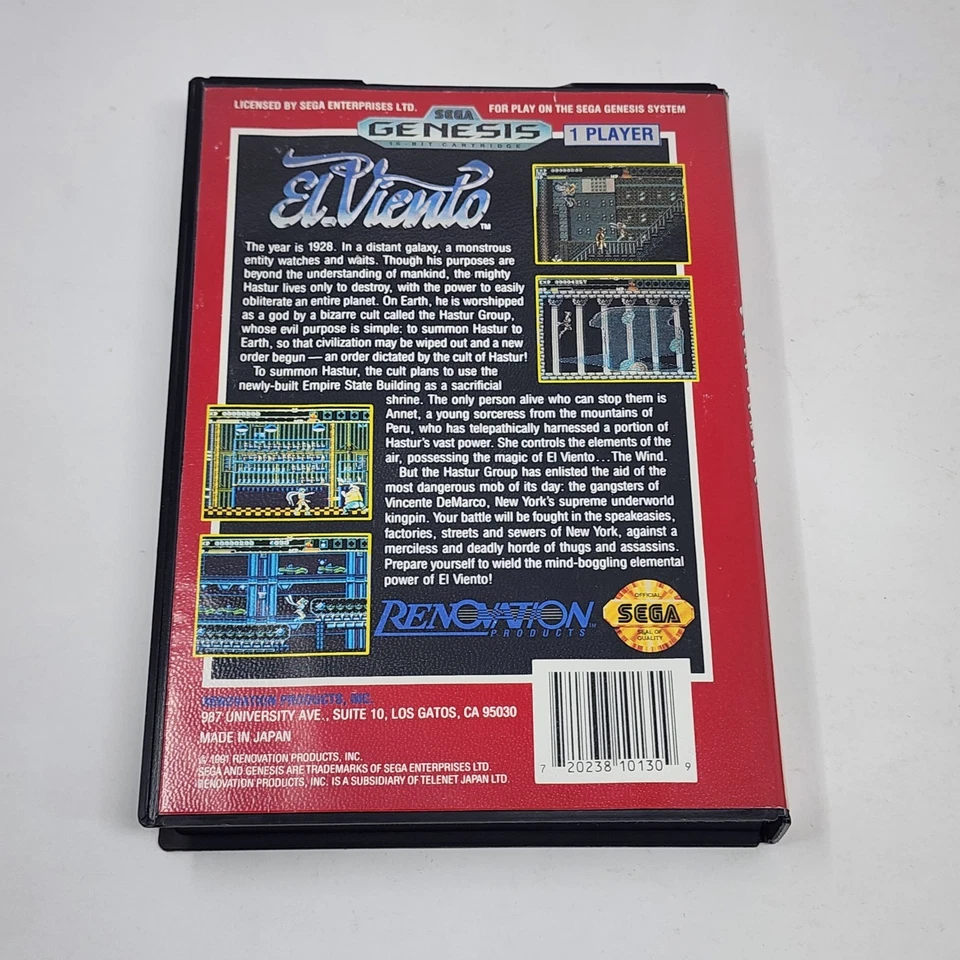 LICENSED BY SEGA ENTERPRISES LTD.
FOR PLAY ON THE SEGA GENESIS SYSTEM
SEGA
GENESIS
16-BIT CARTRIDGE
1 PLAYER
El Viento™
The year is 1928. In a distant galaxy, a monstrous
entity watches and waits. Though his purposes are
beyond the understanding of mankind, the mighty
Hastur lives only to destroy, with the power to easily
obliterate an entire planet. On Earth, he is worshipped
as a god by a bizarre cult called the Hastur Group,
whose evil purpose is simple: to summon Hastur to
Earth, so that civilization may be wiped out and a new
order begun — an order dictated by the cult of Hastur!
To summon Hastur, the cult plans to use the
newly-built Empire State Building as a sacrificial
shrine. The only person alive who can stop them is
Annet, a young sorceress from the mountains of
Peru, who has telepathically harnessed a portion of
Hastur's vast power. She controls the elements of the
air, possessing the magic of El Viento...The Wind.
But the Hastur Group has enlisted the aid of the
most dangerous mob of its day: the gangsters of
Vincente DeMarco, New York's supreme underworld
kingpin. Your battle will be fought in the speakeasies,
factories, streets and sewers of New York, against a
merciless and deadly horde of thugs and assassins.
Prepare yourself to wield the mind-boggling elemental
power of El Viento!
RENOVATION™
PRODUCTS
OFFICIAL
SEGA
SEAL OF
QUALITY
RENOVATION PRODUCTS, INC.
987 UNIVERSITY AVE., SUITE 10, LOS GATOS, CA 95030
MADE IN JAPAN
© 1991 RENOVATION PRODUCTS, INC.
SEGA AND GENESIS ARE TRADEMARKS OF SEGA ENTERPRISES LTD.
RENOVATION PRODUCTS, INC. IS A SUBSIDIARY OF TELENET JAPAN LTD.
7 20238 10130 9